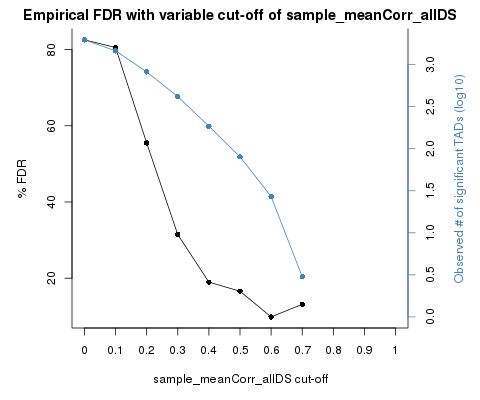 Empirical FDR with variable cut-off of sample_meanCorr_allDS
80
60
40
20
% FDR
3.0
2.5
2.0
1.5
1.0
0.5
0.0
Observed # of significant TADs (log10)
0 0.1 0.2 0.3 0.4 0.5 0.6 0.7 0.8 0.9 1
sample_meanCorr_allDS cut-off